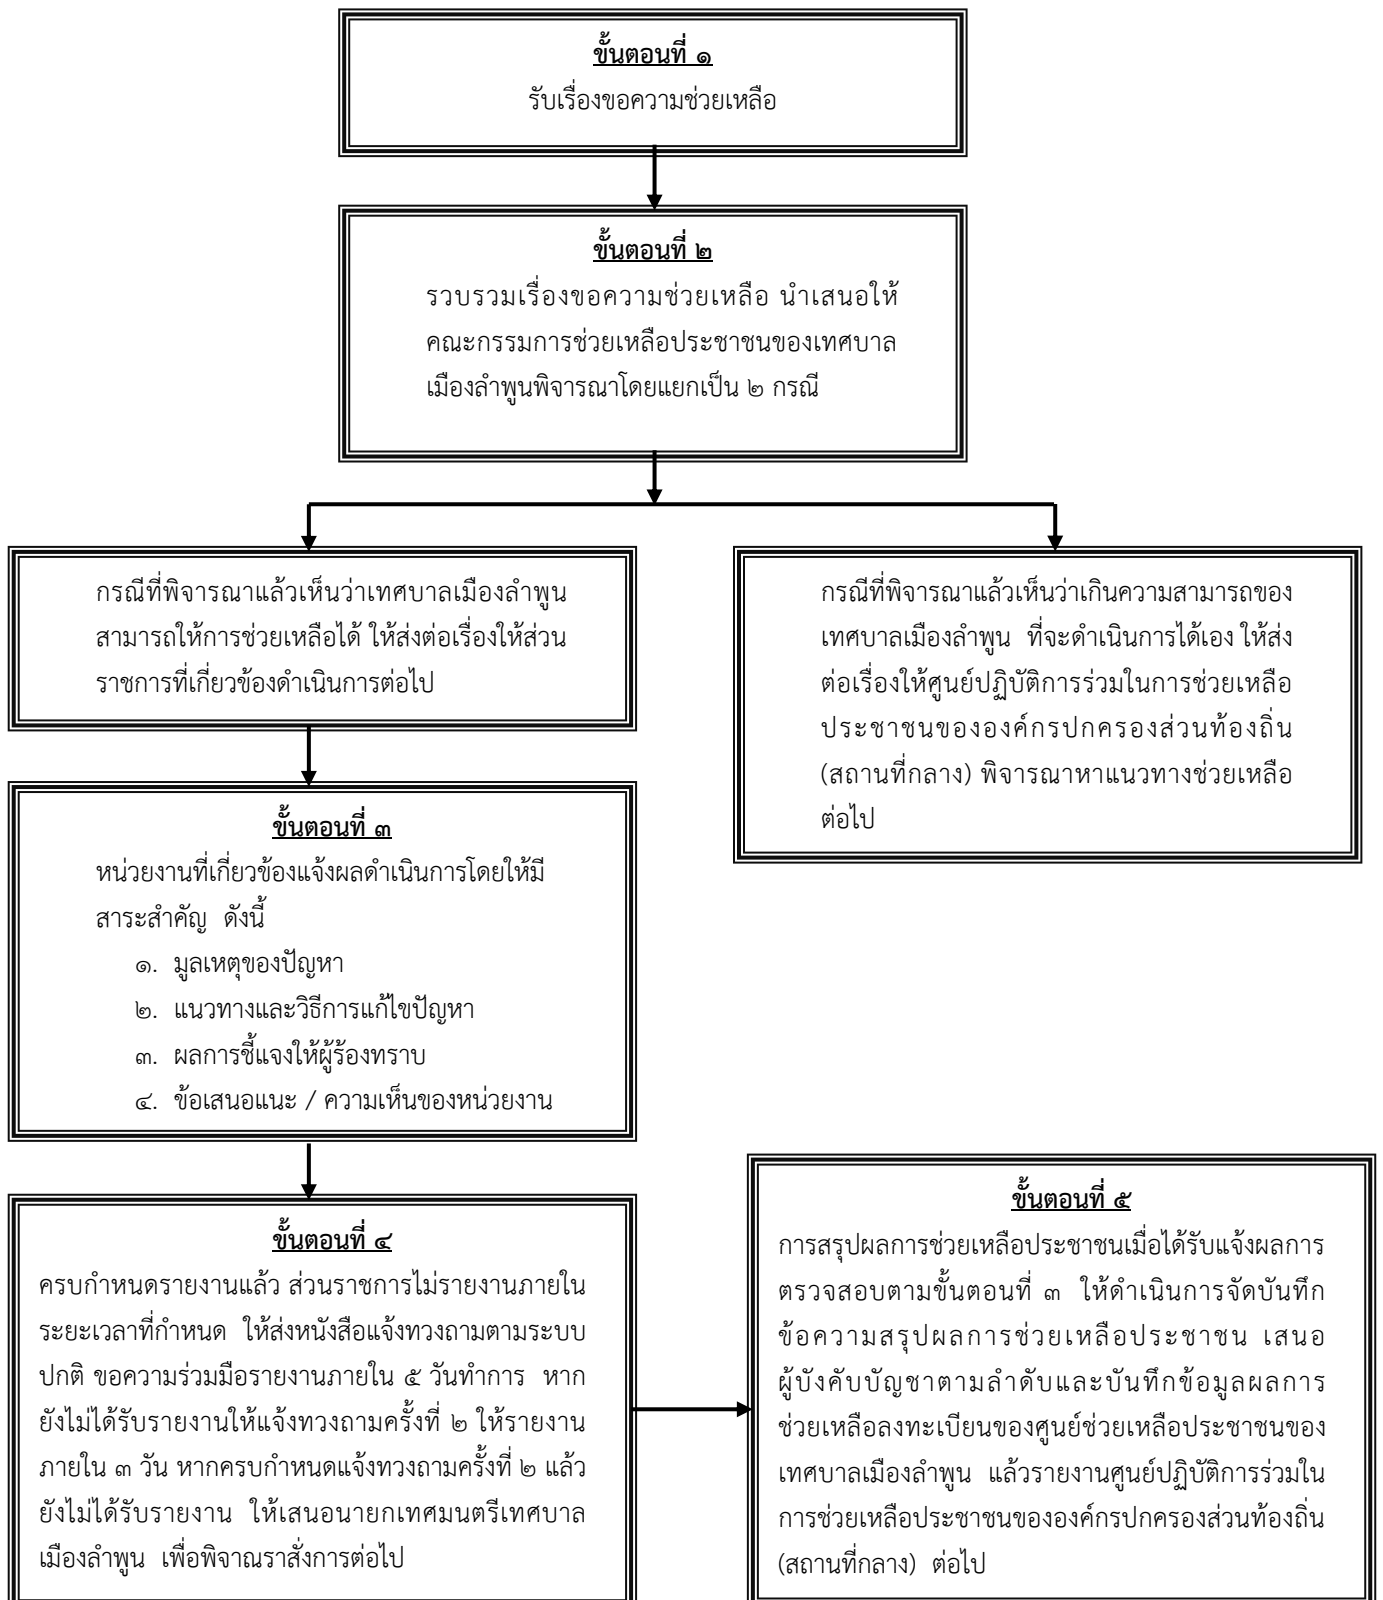 ขั้นตอนที่ ๑
รับเรื่องขอความช่วยเหลือ
ขั้นตอนที่ ๒
รวบรวมเรื่องขอความช่วยเหลือ นำเสนอให้
คณะกรรมการช่วยเหลือประชาชนของเทศบาล
เมืองลำพูนพิจารณาโดยแยกเป็น ๒ กรณี
กรณีที่พิจารณาแล้วเห็นว่าเทศบาลเมืองลำพูน
สามารถให้การช่วยเหลือได้ ให้ส่งต่อเรื่องให้ส่วน
ราชการที่เกี่ยวข้องดำเนินการต่อไป
กรณีที่พิจารณาแล้วเห็นว่าเกินความสามารถของ
เทศบาลเมืองลำพูน ที่จะดำเนินการได้เอง ให้ส่ง
ต่อเรื่องให้ศูนย์ปฏิบัติการร่วมในการช่วยเหลือ
ประชาชนขององค์กรปกครองส่วนท้องถิ่น
(สถานที่กลาง) พิจารณาหาแนวทางช่วยเหลือ
ต่อไป
ขั้นตอนที่ ๓
หน่วยงานที่เกี่ยวข้องแจ้งผลดำเนินการโดยให้มี
สาระสำคัญ ดังนี้
๑. มูลเหตุของปัญหา
๒. แนวทางและวิธีการแก้ไขปัญหา
๓. ผลการชี้แจงให้ผู้ร้องทราบ
๔. ข้อเสนอแนะ / ความเห็นของหน่วยงาน
ขั้นตอนที่ ๔
ครบกำหนดรายงานแล้ว ส่วนราชการไม่รายงานภายใน
ระยะเวลาที่กำหนด ให้ส่งหนังสือแจ้งทวงถามตามระบบ
ปกติ ขอความร่วมมือรายงานภายใน ๕ วันทำการ หาก
ยังไม่ได้รับรายงานให้แจ้งทวงถามครั้งที่ ๒ ให้รายงาน
ภายใน ๓ วัน หากครบกำหนดแจ้งทวงถามครั้งที่ ๒ แล้ว
ยังไม่ได้รับรายงาน ให้เสนอนายกเทศมนตรีเทศบาล
เมืองลำพูน เพื่อพิจาณราสั่งการต่อไป
ขั้นตอนที่ ๕
การสรุปผลการช่วยเหลือประชาชนเมื่อได้รับแจ้งผลการ
ตรวจสอบตามขั้นตอนที่ ๓ ให้ดำเนินการจัดบันทึก
ข้อความสรุปผลการช่วยเหลือประชาชน เสนอ
ผู้บังคับบัญชาตามลำดับและบันทึกข้อมูลผลการ
ช่วยเหลือลงทะเบียนของศูนย์ช่วยเหลือประชาชนของ
เทศบาลเมืองลำพูน แล้วรายงานศูนย์ปฏิบัติการร่วมใน
การช่วยเหลือประชาชนขององค์กรปกครองส่วนท้องถิ่น
(สถานที่กลาง) ต่อไป